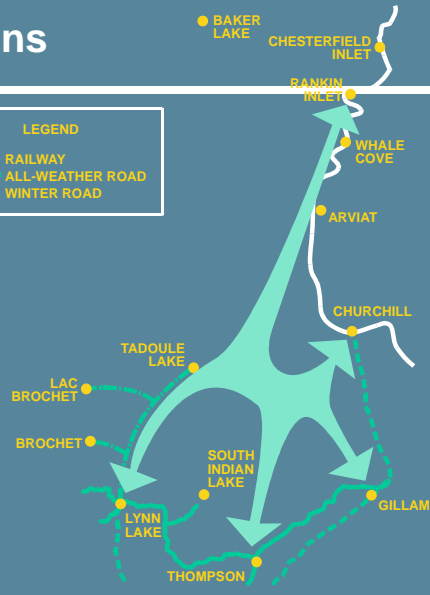 ns
BAKER
LAKE
CHESTERFIELD
INLET
RANKIN
INLET
LEGEND
RAILWAY
ALL-WEATHER ROAD
WINTER ROAD
WHALE
COVE
ARVIAT
CHURCHILL
TADOULE
LAKE
LAC
BROCHET
BROCHET
SOUTH
INDIAN
LAKE
GILLAM
LYNN
LAKE
THOMPSON